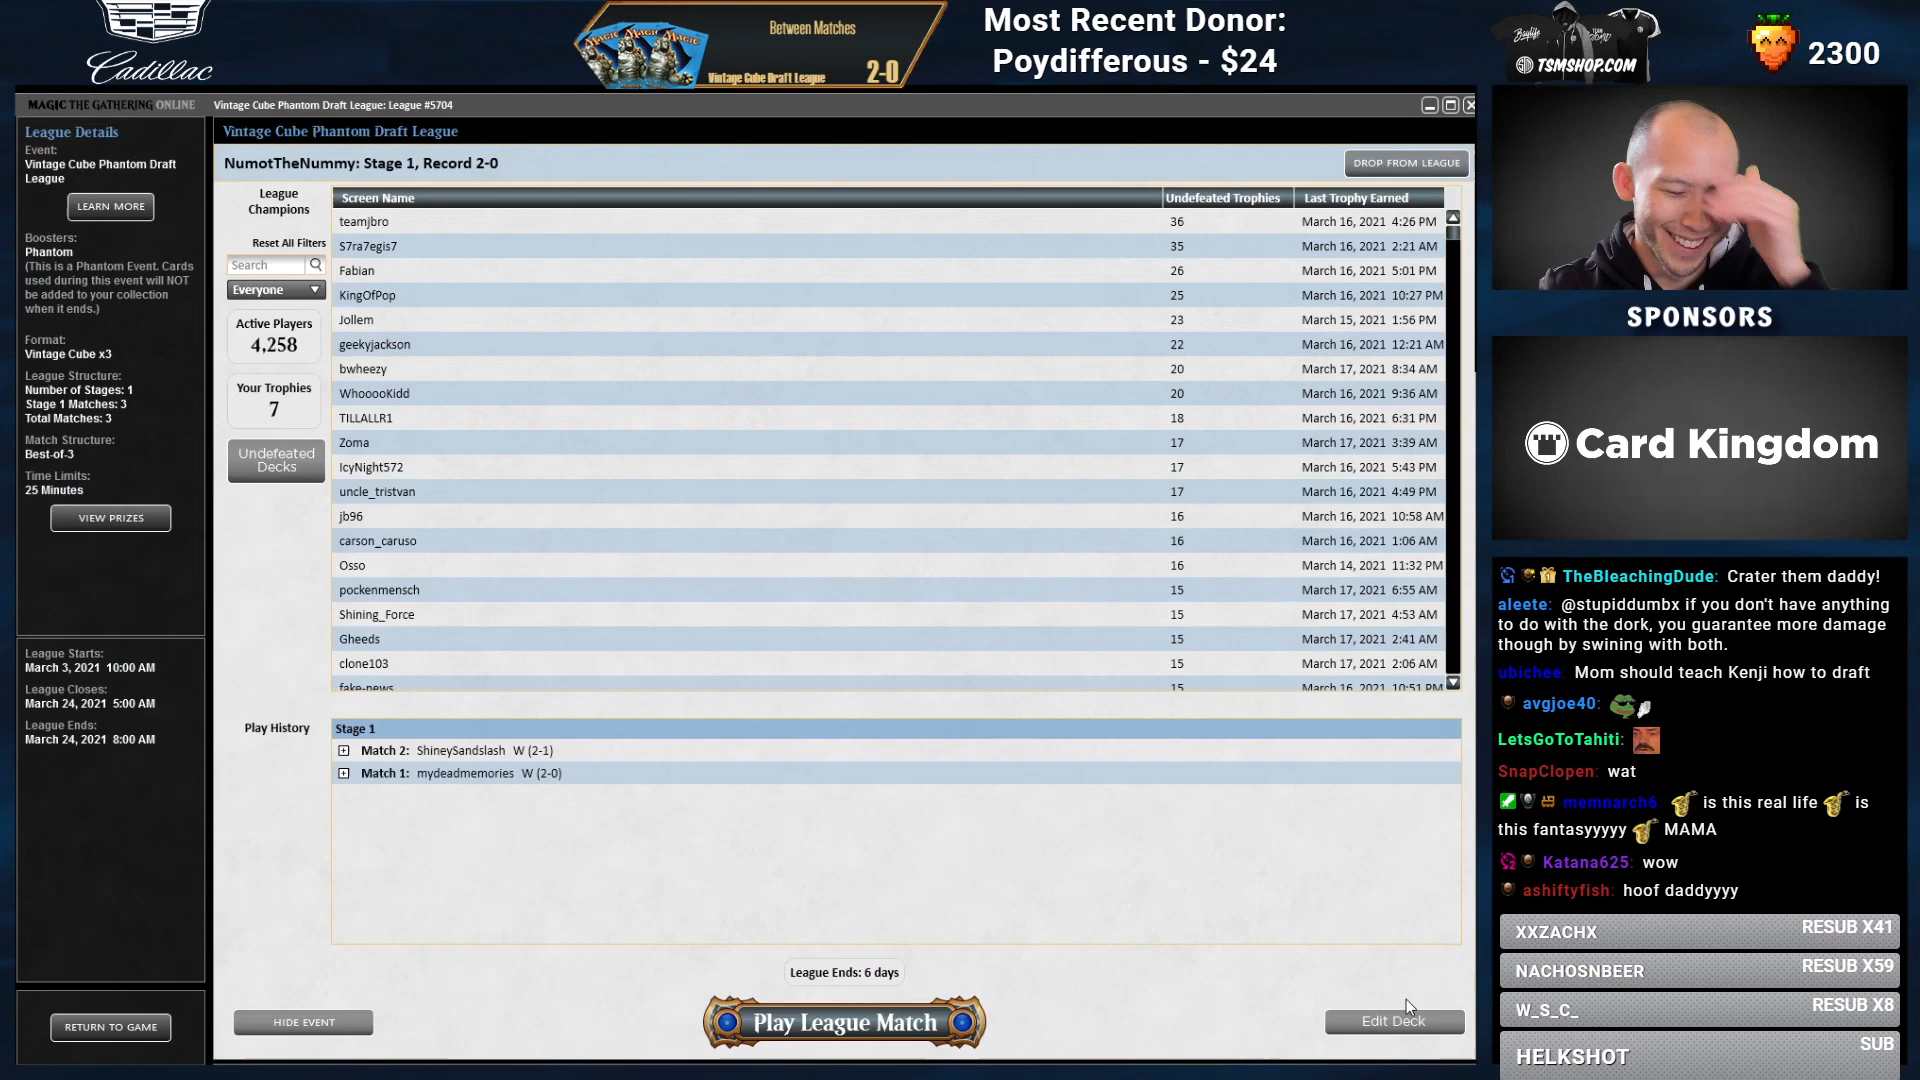 Cadillac
Between Matches
MAGIC MAGIC MAGIC
Vintage Cube Draft League
2-0
Most Recent Donor:
Poydifferous - $24
TSMSHOP.COM
2300
MAGIC THE GATHERING ONLINE
Vintage Cube Phantom Draft League: League #5704
League Details
Event:
Vintage Cube Phantom Draft
League
LEARN MORE
Boosters:
Phantom
(This is a Phantom Event. Cards
used during this event will NOT
be added to your collection
when it ends.)
Format:
Vintage Cube x3
League Structure:
Number of Stages: 1
Stage 1 Matches: 3
Total Matches: 3
Match Structure:
Best-of-3
Time Limits:
25 Minutes
VIEW PRIZES
League Starts:
March 3, 2021 10:00 AM
League Closes:
March 24, 2021 5:00 AM
League Ends:
March 24, 2021 8:00 AM
RETURN TO GAME
Vintage Cube Phantom Draft League
NumotTheNummy: Stage 1, Record 2-0
DROP FROM LEAGUE
League
Champions
Reset All Filters
Search
Everyone
Active Players
4,258
Your Trophies
7
Undefeated
Decks
Screen Name Undefeated Trophies Last Trophy Earned
teamjbro 36 March 16, 2021 4:26 PM
S7ra7egis7 35 March 16, 2021 2:21 AM
Fabian 26 March 16, 2021 5:01 PM
KingOfPop 25 March 16, 2021 10:27 PM
Jollem 23 March 15, 2021 1:56 PM
geekyjackson 22 March 16, 2021 12:21 AM
bwheezy 20 March 17, 2021 8:34 AM
WhooooKidd 20 March 16, 2021 9:36 AM
TILLALLR1 18 March 16, 2021 6:31 PM
Zoma 17 March 17, 2021 3:39 AM
IcyNight572 17 March 16, 2021 5:43 PM
uncle_tristvan 17 March 16, 2021 4:49 PM
jb96 16 March 16, 2021 10:58 AM
carson_caruso 16 March 16, 2021 1:06 AM
Osso 16 March 14, 2021 11:32 PM
pockenmensch 15 March 17, 2021 6:55 AM
Shining_Force 15 March 17, 2021 4:53 AM
Gheeds 15 March 17, 2021 2:41 AM
clone103 15 March 17, 2021 2:06 AM
fake-news 15 March 16, 2021 10:51 PM
Play History
Stage 1
Match 2: ShineySandslash W (2-1)
Match 1: mydeadmemories W (2-0)
League Ends: 6 days
HIDE EVENT
Play League Match
Edit Deck
SPONSORS
Card Kingdom
TheBleachingDude: Crater them daddy!
aleete: @stupiddumbx if you don't have anything
to do with the dork, you guarantee more damage
though by swining with both.
ubichee: Mom should teach Kenji how to draft
avgjoe40:
LetsGoToTahiti:
SnapClopen: wat
memnarch6: is this real life is
this fantasyyyyy MAMA
Katana625: wow
ashiftyfish: hoof daddyyyy
XXZACHX RESUB X41
NACHOSNBEER RESUB X59
W_S_C_ RESUB X8
HELKSHOT SUB